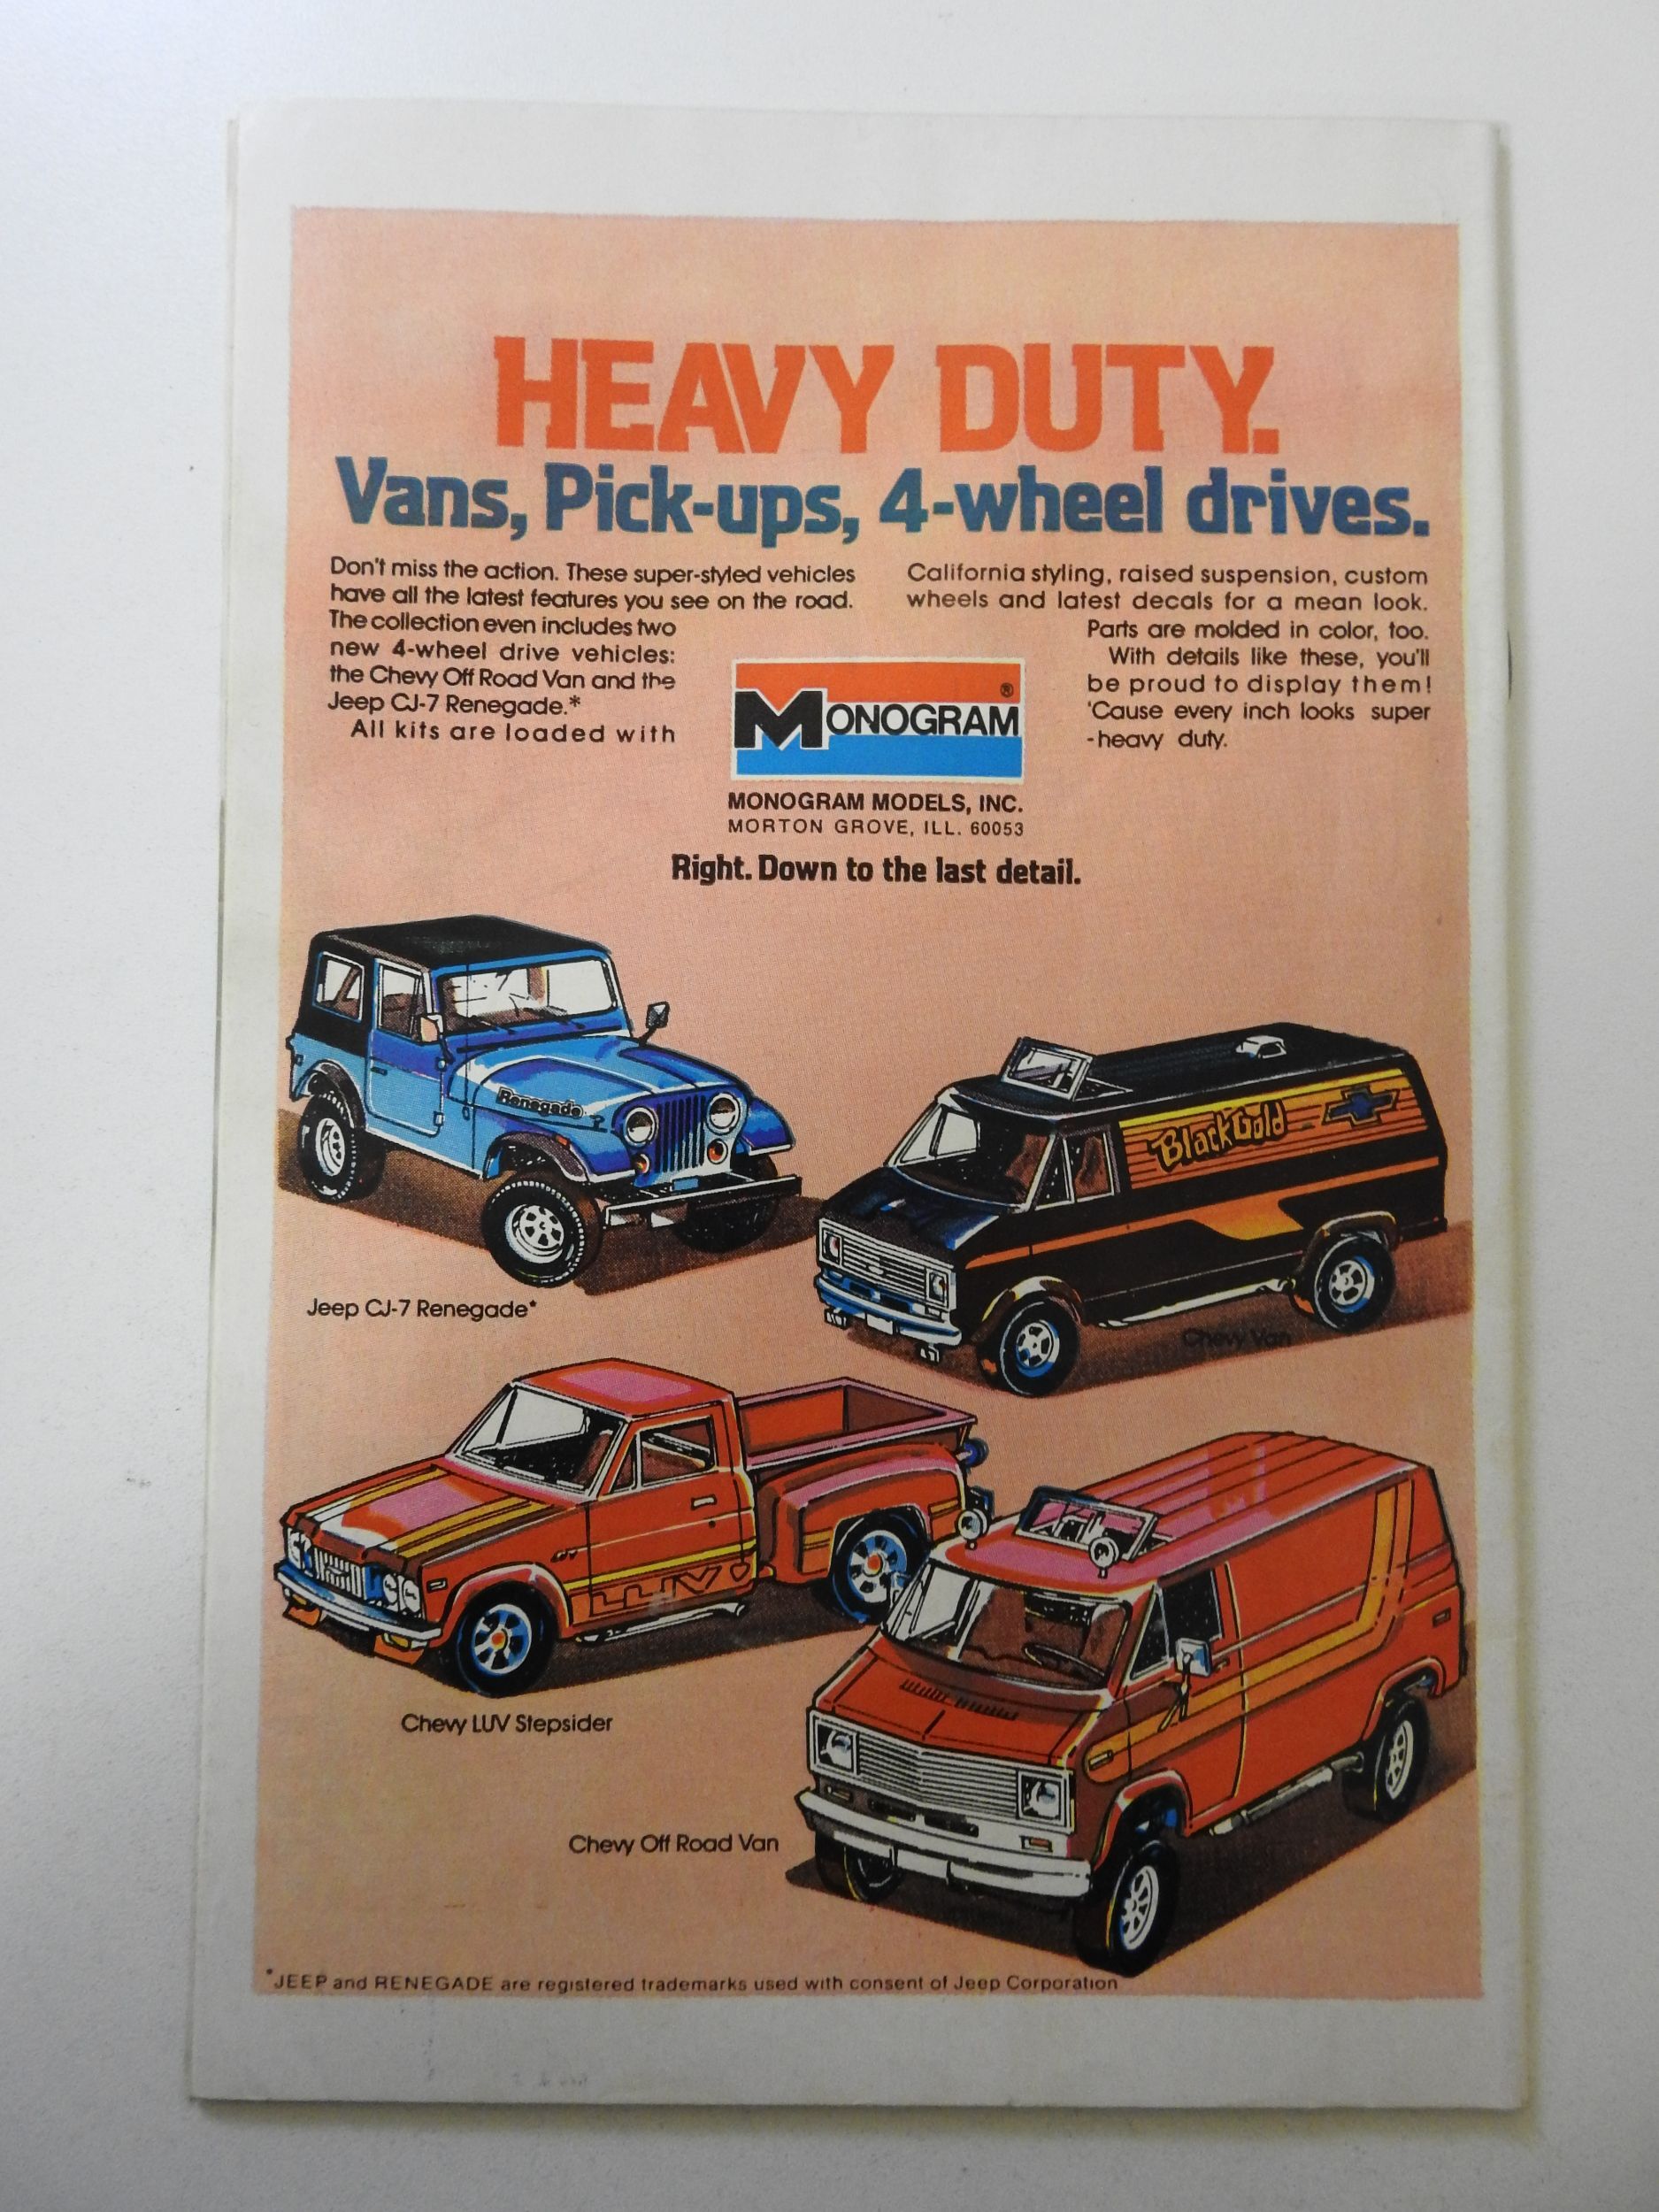 HEAVY DUTY.
Vans, Pick-ups, 4-wheel drives.
Don't miss the action. These super-styled vehicles
have all the latest features you see on the road.
The collection even includes two
new 4-wheel drive vehicles:
the Chevy Off Road Van and the
Jeep CJ-7 Renegade.*
All kits are loaded with
California styling, raised suspension, custom
wheels and latest decals for a mean look.
Parts are molded in color, too.
With details like these, you'll
be proud to display them!
'Cause every inch looks super
-heavy duty.
MONOGRAM®
MONOGRAM MODELS, INC.
MORTON GROVE, ILL. 60053
Right. Down to the last detail.
Renegade
BlackGold
Jeep CJ-7 Renegade*
Chevy Van
LUV
Chevy LUV Stepsider
Chevy Off Road Van
*JEEP and RENEGADE are registered trademarks used with consent of Jeep Corporation